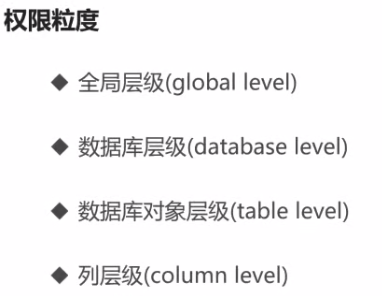 权限粒度
◆ 全局层级(global level)
◆ 数据库层级(database level)
◆ 数据库对象层级(table level)
◆ 列层级(column level)